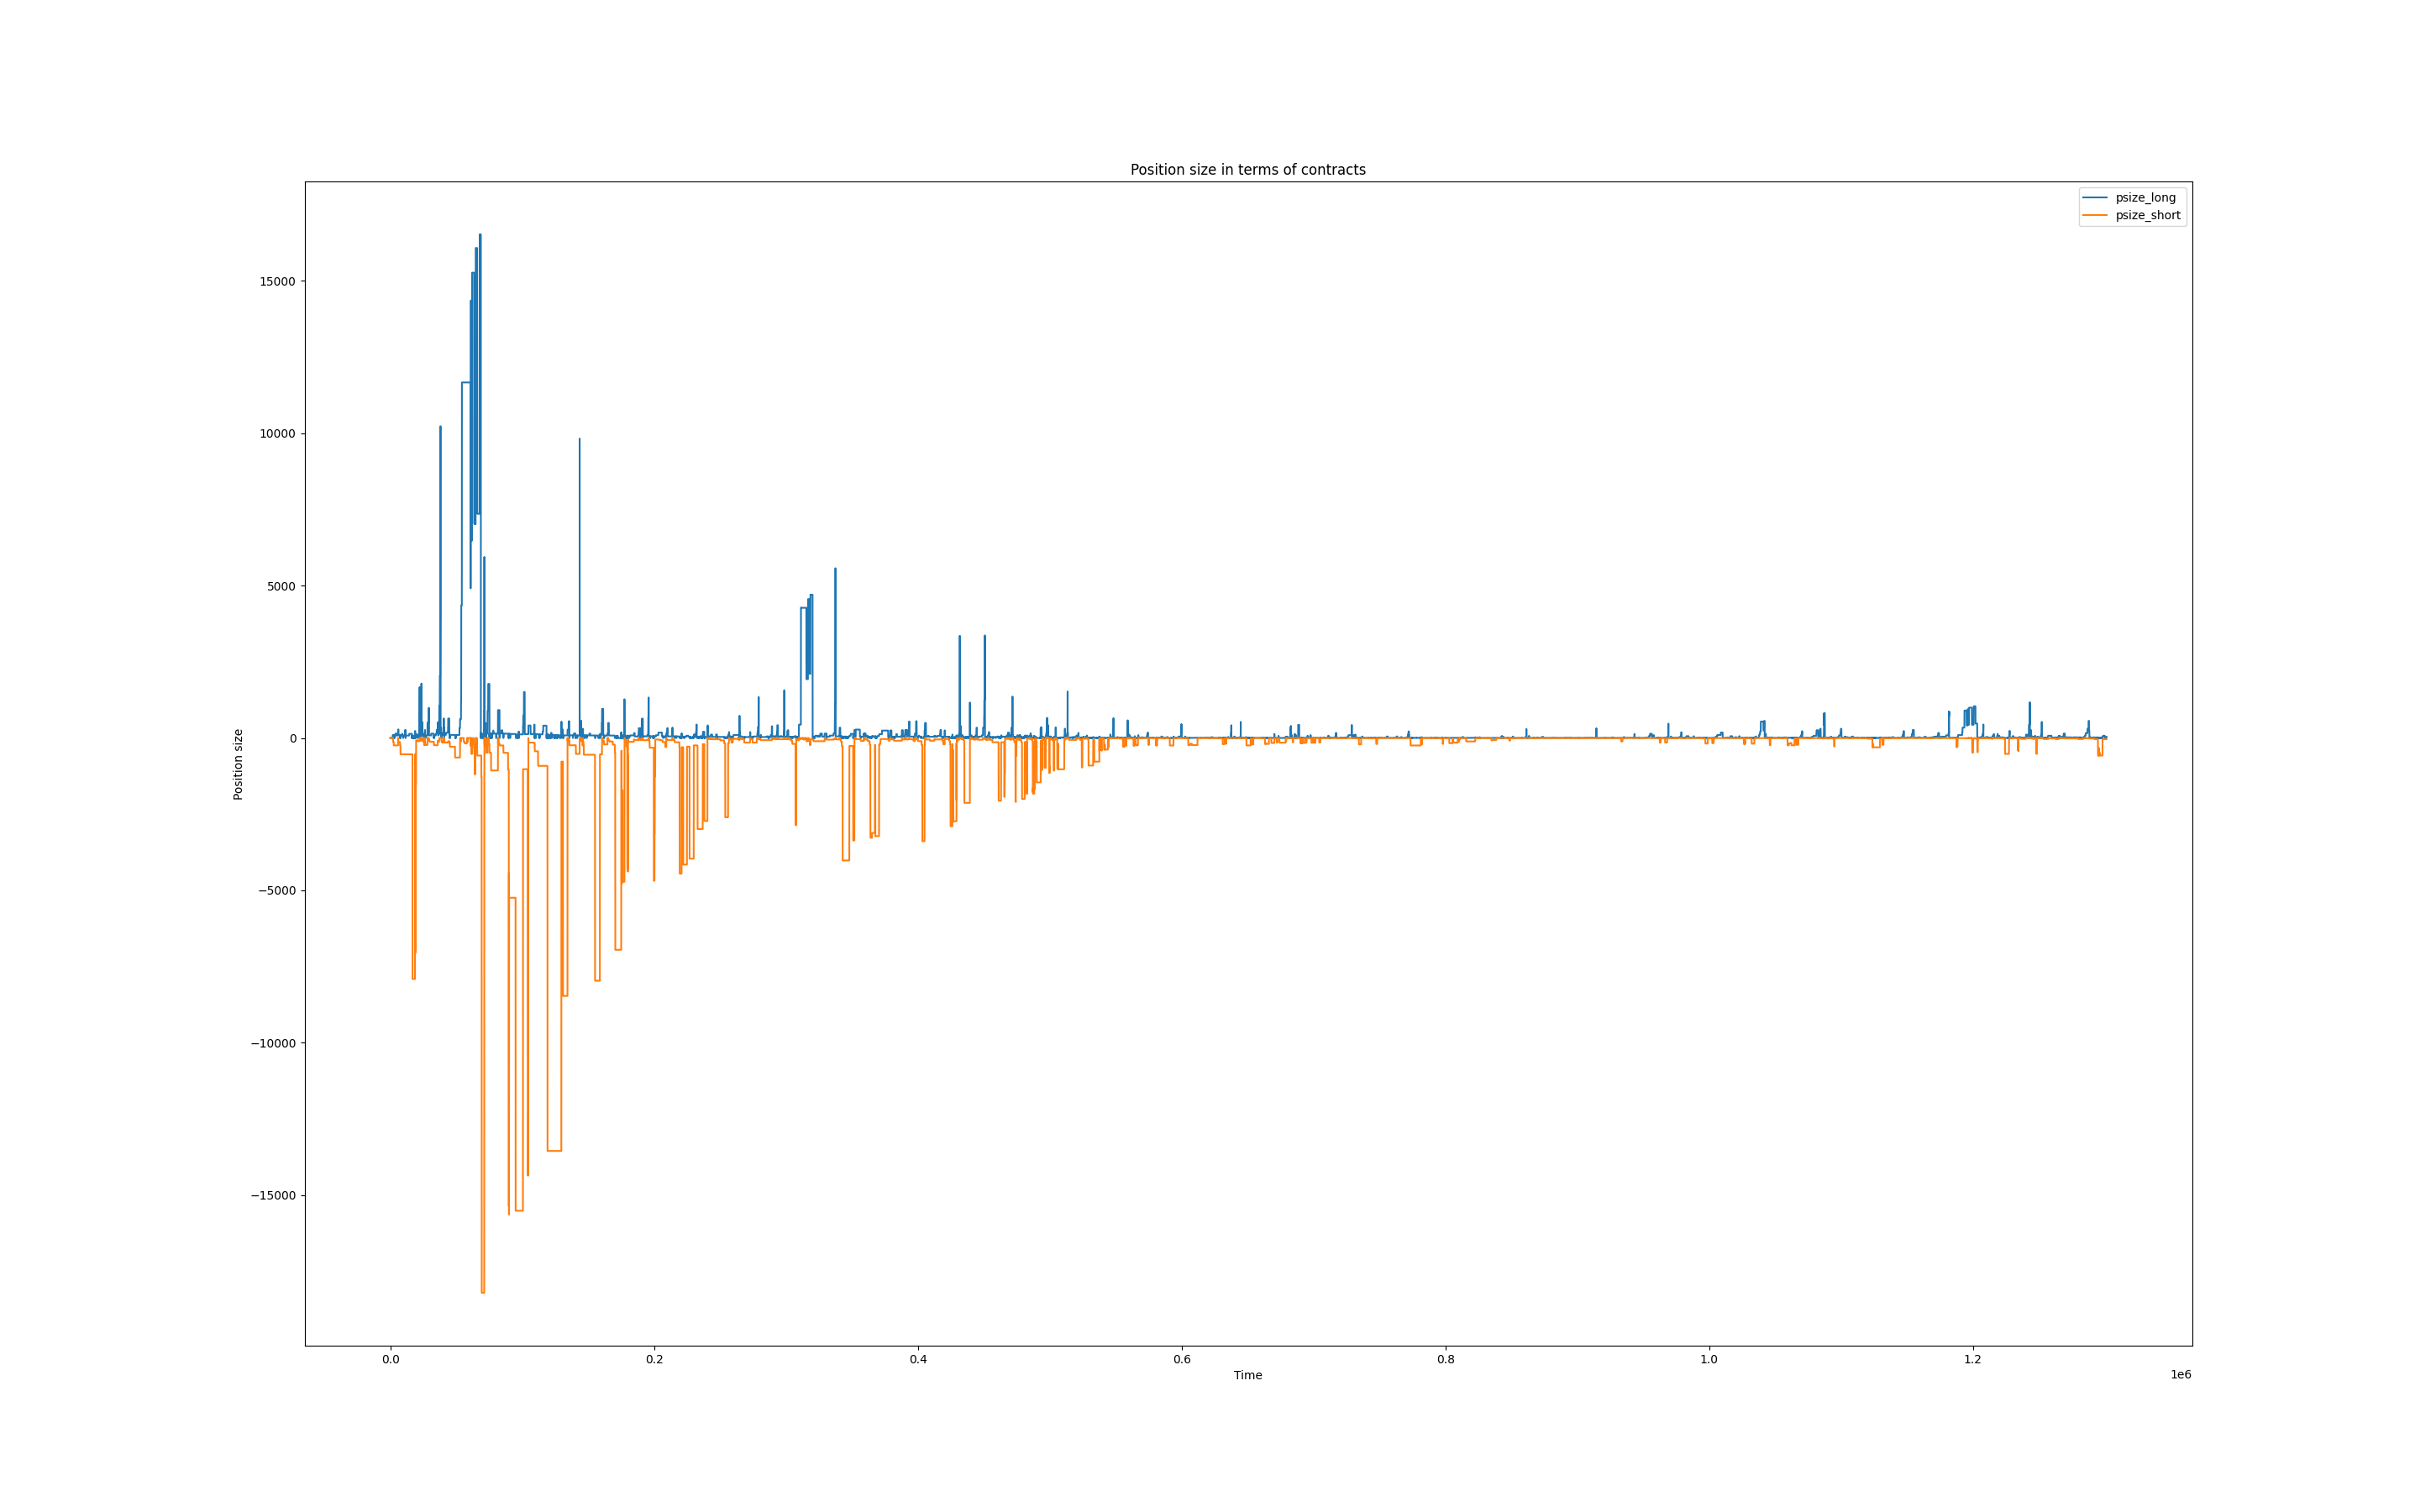 Position size in terms of contracts
psize_long
psize_short
Position size
15000
10000
5000
0
−5000
−10000
−15000
0.0
0.2
0.4
0.6
0.8
1.0
1.2
1e6
Time